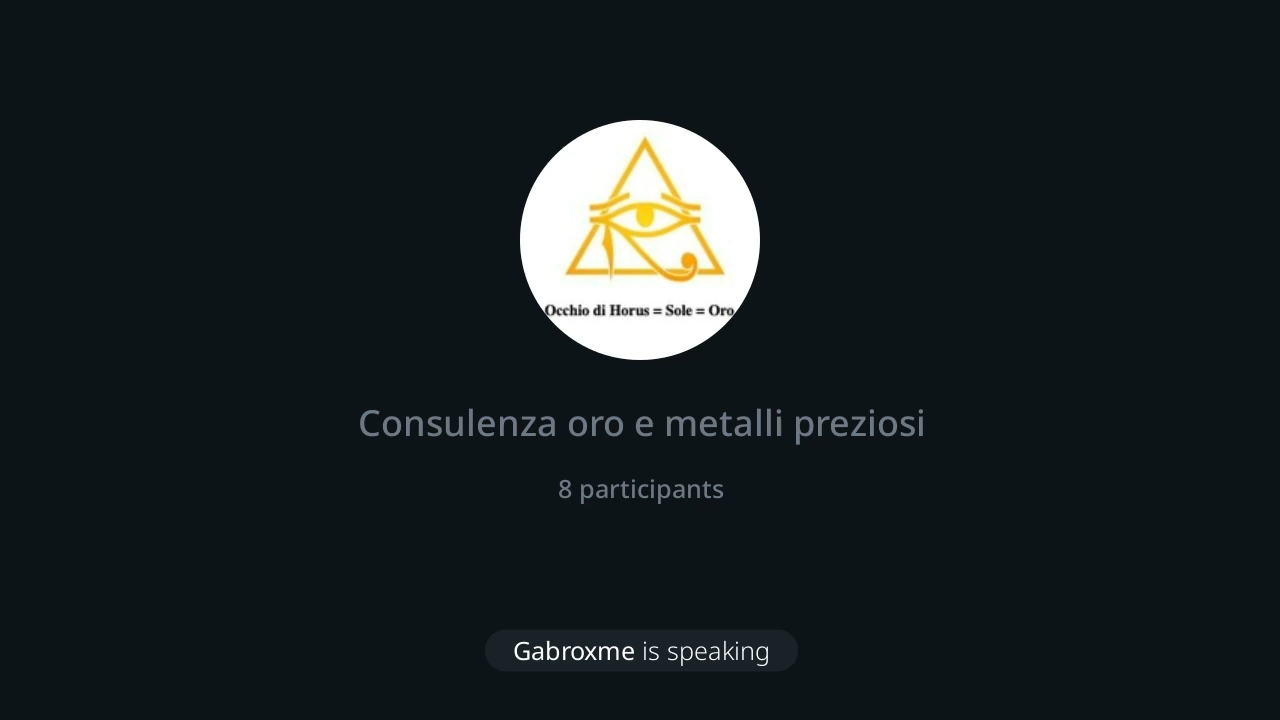 Occhio di Horus = Sole = Oro
Consulenza oro e metalli preziosi
8 participants
Gabroxme is speaking